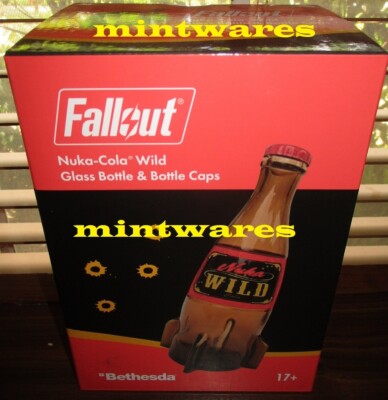 mintwares
Fallout®
Nuka-Cola® Wild
Glass Bottle & Bottle Caps
mintwares
Nuka
WILD
Bethesda
17+